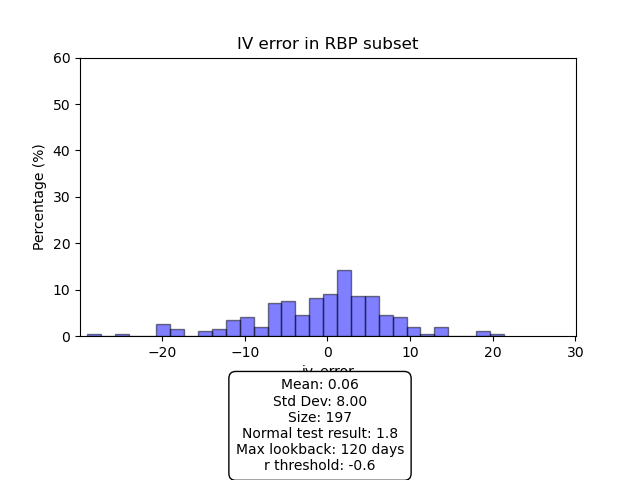 IV error in RBP subset
Percentage (%)
60
50
40
30
20
10
0
−20
−10
0
10
20
30
iv_error
Mean: 0.06
Std Dev: 8.00
Size: 197
Normal test result: 1.8
Max lookback: 120 days
r threshold: -0.6